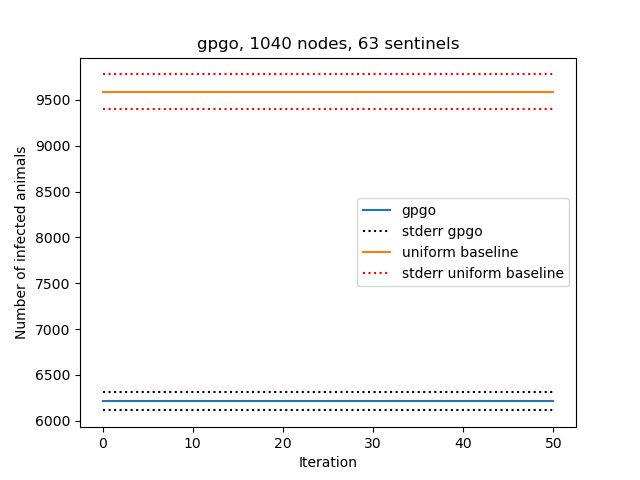 gpgo, 1040 nodes, 63 sentinels
Number of infected animals
9500
9000
8500
8000
7500
7000
6500
6000
gpgo
stderr gpgo
uniform baseline
stderr uniform baseline
0 10 20 30 40 50
Iteration